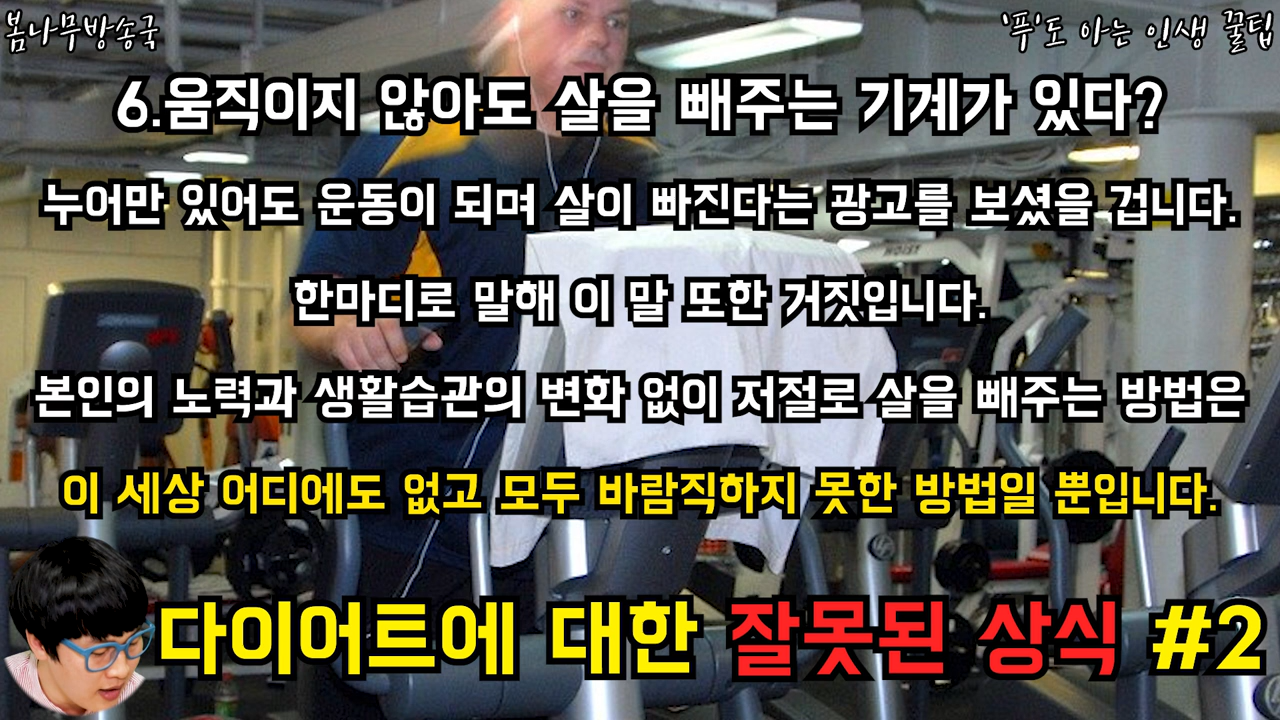 봄나무방송국
'푸'도 아는 인생 꿀팁
6.움직이지 않아도 살을 빼주는 기계가 있다?
누어만 있어도 운동이 되며 살이 빠진다는 광고를 보셨을 겁니다.
한마디로 말해 이 말 또한 거짓입니다.
본인의 노력과 생활습관의 변화 없이 저절로 살을 빼주는 방법은
이 세상 어디에도 없고 모두 바람직하지 못한 방법일 뿐입니다.
다이어트에 대한 잘못된 상식 #2